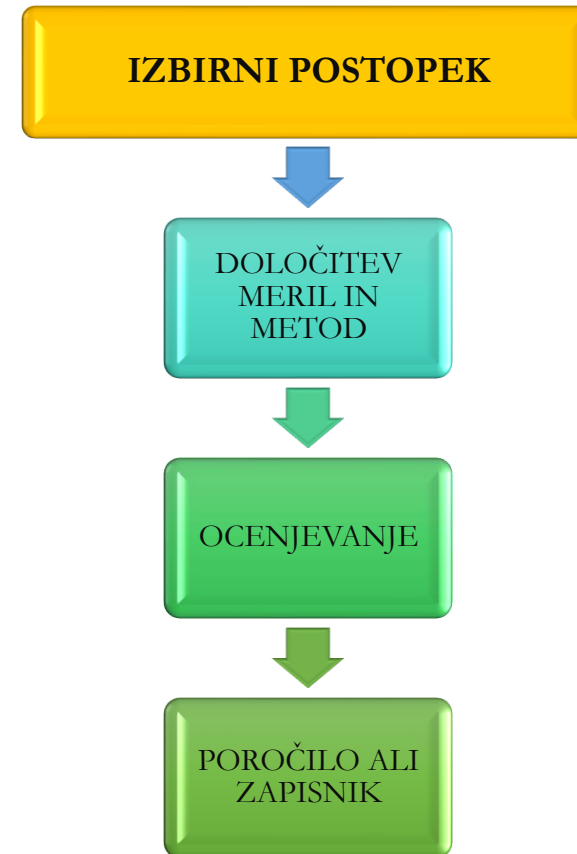 IZBIRNI POSTOPEK
DOLOČITEV
MERIL IN
METOD
OCENJEVANJE
POROČILO ALI
ZAPISNIK